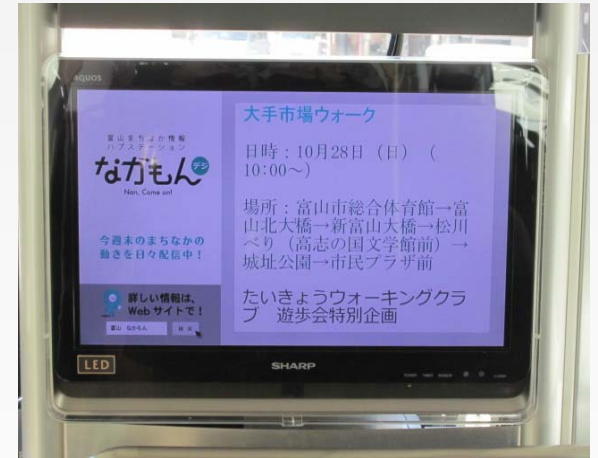 AQUOS
富山まちなか情報
ハブステーション
なかもん
デジ
Non, Come on!
今週末のまちなかの
動きを日々配信中！
詳しい情報は、
Webサイトで！
富山 なかもん
検索
大手市場ウォーク
日時：10月28日（日）（
10:00～）
場所：富山市総合体育館→富
山北大橋→新富山大橋→松川
べり（高志の国文学館前）→
城址公園→市民プラザ前
たいきょうウォーキングクラ
ブ 遊歩会特別企画
LED
SHARP